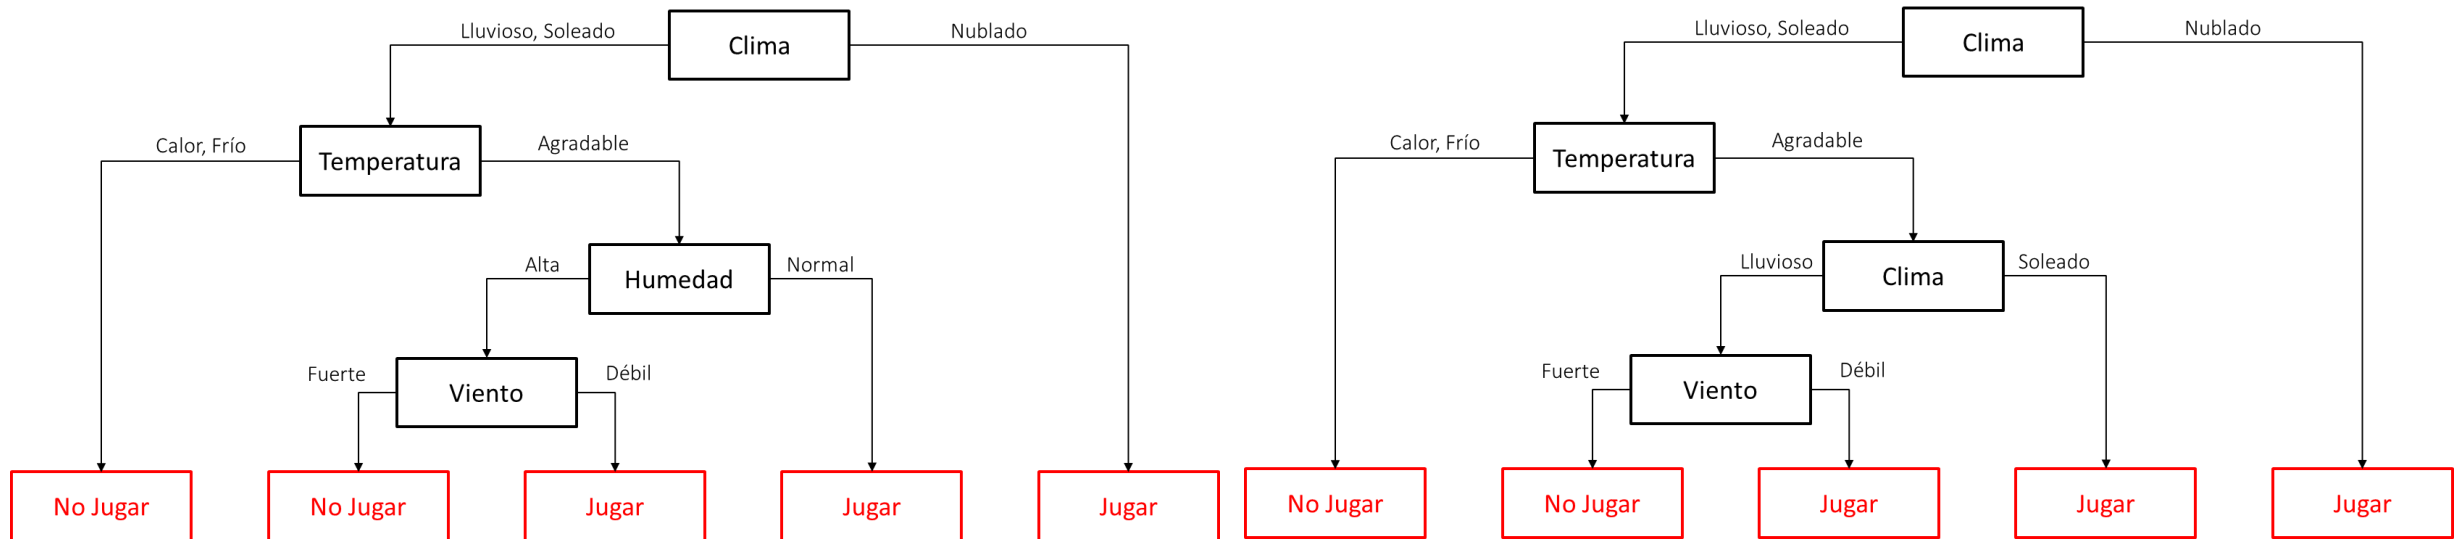 Lluvioso, Soleado
Clima
Nublado
Calor, Frío
Temperatura
Agradable
Alta
Humedad
Normal
Fuerte
Viento
Débil
No Jugar
No Jugar
Jugar
Jugar
Jugar
Lluvioso, Soleado
Clima
Nublado
Calor, Frío
Temperatura
Agradable
Lluvioso
Clima
Soleado
Fuerte
Viento
Débil
No Jugar
No Jugar
Jugar
Jugar
Jugar